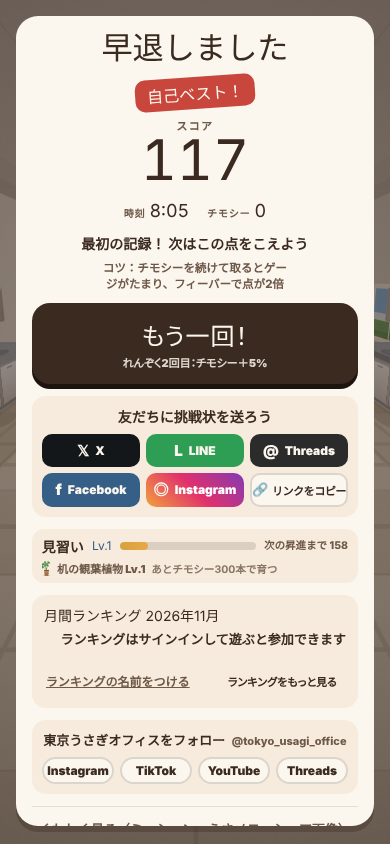 早退しました
自己ベスト！
スコア
117
時刻 8:05 チモシー 0
最初の記録！次はこの点をこえよう
コツ：チモシーを続けて取るとゲー
ジがたまり、フィーバーで点が2倍
もう一回！
れんぞく2回目：チモシー＋5%
友だちに挑戦状を送ろう
𝕏 X
L LINE
@ Threads
f Facebook
◎ Instagram
🔗 リンクをコピー
見習い Lv.1 次の昇進まで 158
机の観葉植物 Lv.1 あとチモシー300本で育つ
月間ランキング 2026年11月
ランキングはサインインして遊ぶと参加できます
ランキングの名前をつける ランキングをもっと見る
東京うさぎオフィスをフォロー @tokyo_usagi_office
Instagram TikTok YouTube Threads